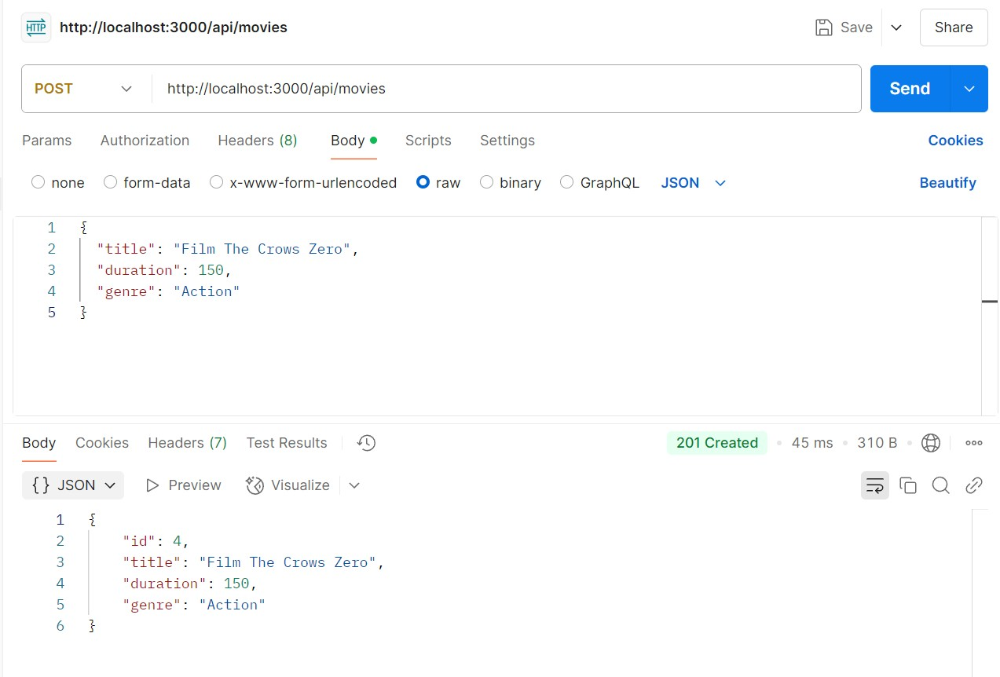 HTTP http://localhost:3000/api/movies Save Share
POST http://localhost:3000/api/movies Send
Params Authorization Headers (8) Body Scripts Settings Cookies
none form-data x-www-form-urlencoded raw binary GraphQL JSON Beautify
1 {
2 "title": "Film The Crows Zero",
3 "duration": 150,
4 "genre": "Action"
5 }
Body Cookies Headers (7) Test Results 201 Created 45 ms 310 B
{} JSON Preview Visualize
1 {
2 "id": 4,
3 "title": "Film The Crows Zero",
4 "duration": 150,
5 "genre": "Action"
6 }